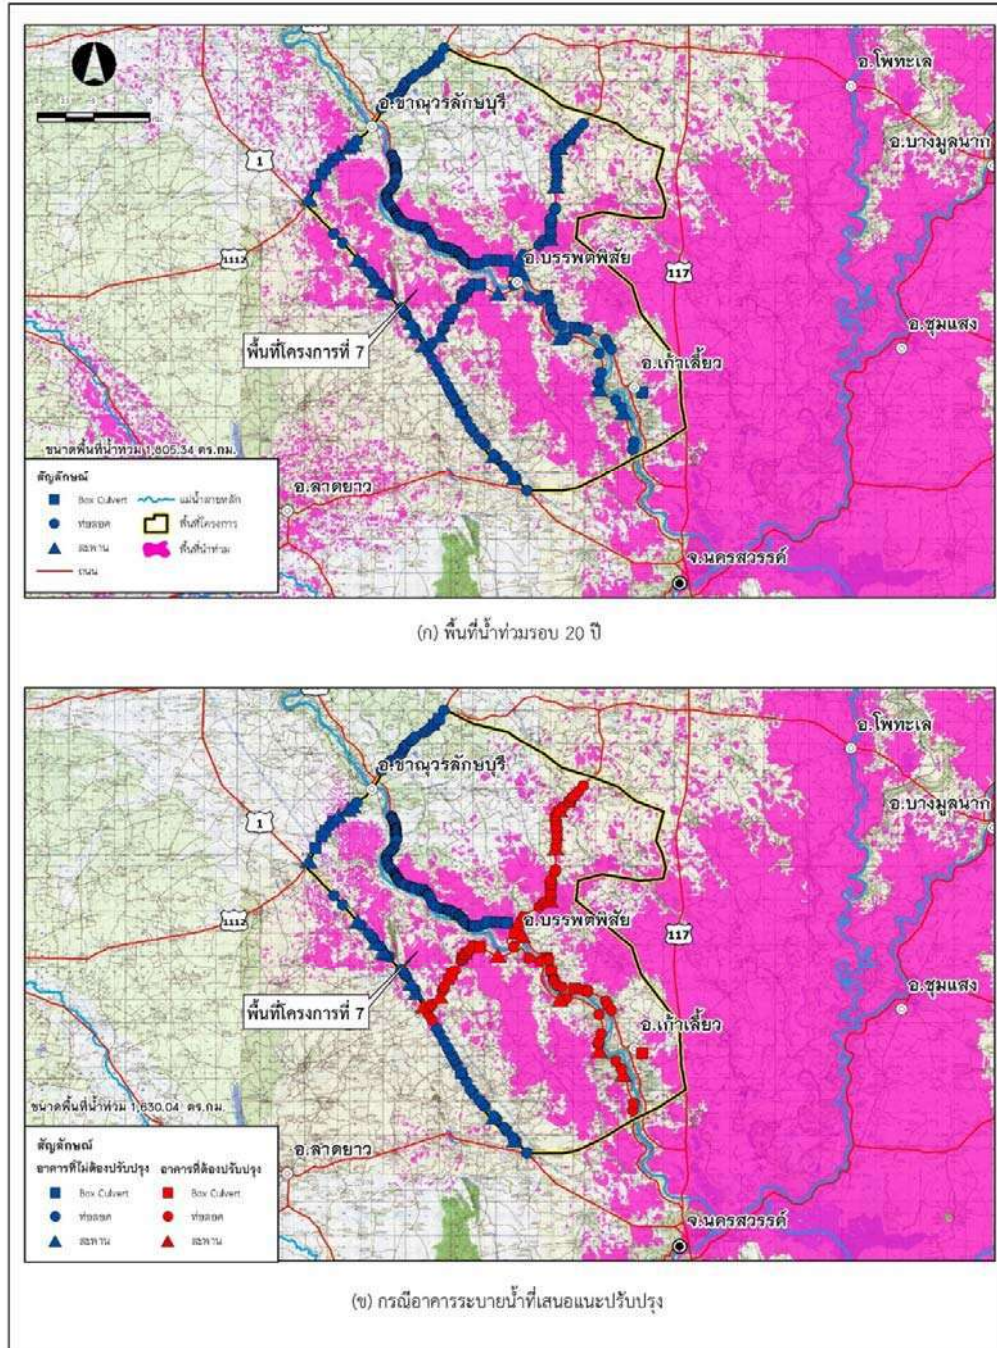 อ.ขาณุวรลักษบุรี
อ.โพทะเล
อ.บางมูลนาก
1
1112
อ.บรรพตพิสัย
117
อ.ชุมแสง
พื้นที่โครงการที่ 7
อ.เก้าเลี้ยว
ขนาดพื้นที่น้ำท่วม 1,805.34 ตร.กม.
สัญลักษณ์
Box Culvert
แม่น้ำสายหลัก
ท่อลอด
พื้นที่โครงการ
สะพาน
พื้นที่น้ำท่วม
ถนน
อ.ลาดยาว
จ.นครสวรรค์
(ก) พื้นที่น้ำท่วมรอบ 20 ปี
อ.โพทะเล
อ.ขาณุวรลักษบุรี
อ.บางมูลนาก
1
1112
อ.บรรพตพิสัย
117
อ.ชุมแสง
พื้นที่โครงการที่ 7
อ.เก้าเลี้ยว
ขนาดพื้นที่น้ำท่วม 1,630.04 ตร.กม.
สัญลักษณ์
อาคารที่ไม่ต้องปรับปรุง อาคารที่ต้องปรับปรุง
Box Culvert Box Culvert
ท่อลอด ท่อลอด
สะพาน สะพาน
อ.ลาดยาว
จ.นครสวรรค์
(ข) กรณีอาคารระบายน้ำที่เสนอแนะปรับปรุง